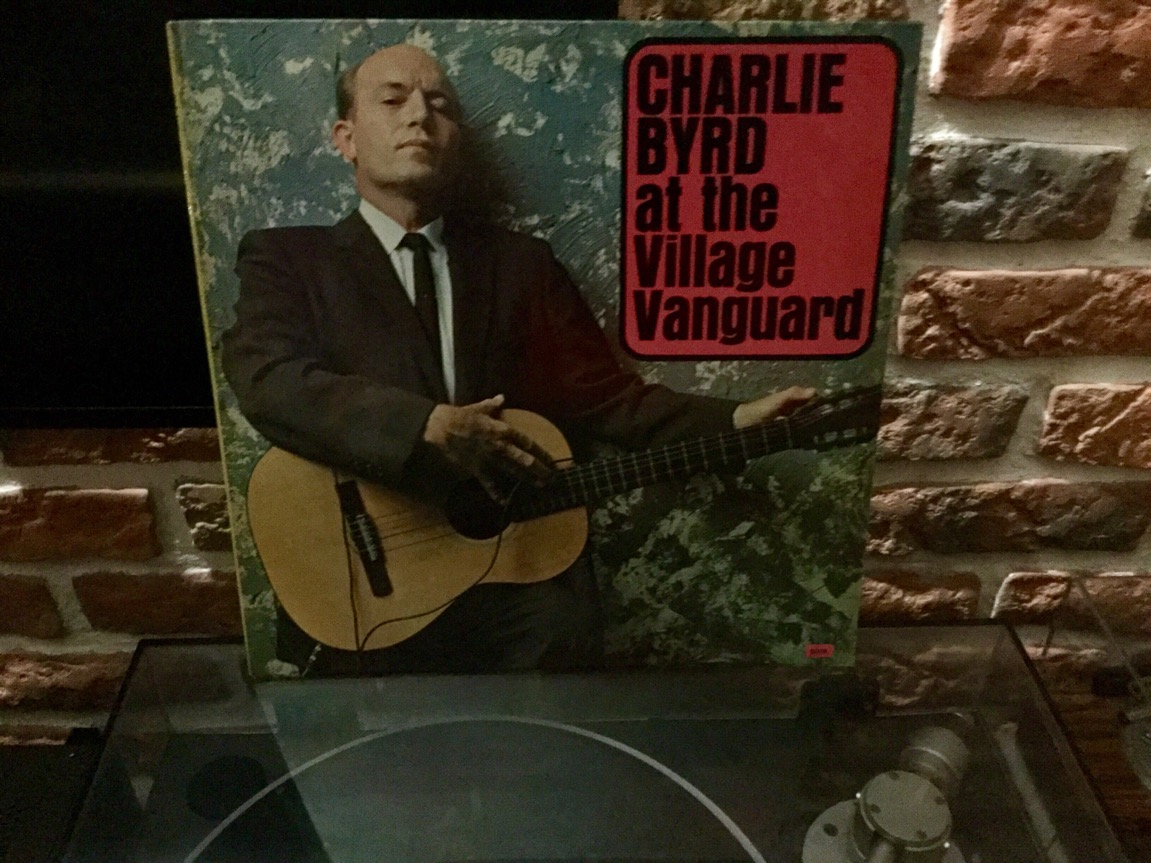 CHARLIE
BYRD
at the
Village
Vanguard